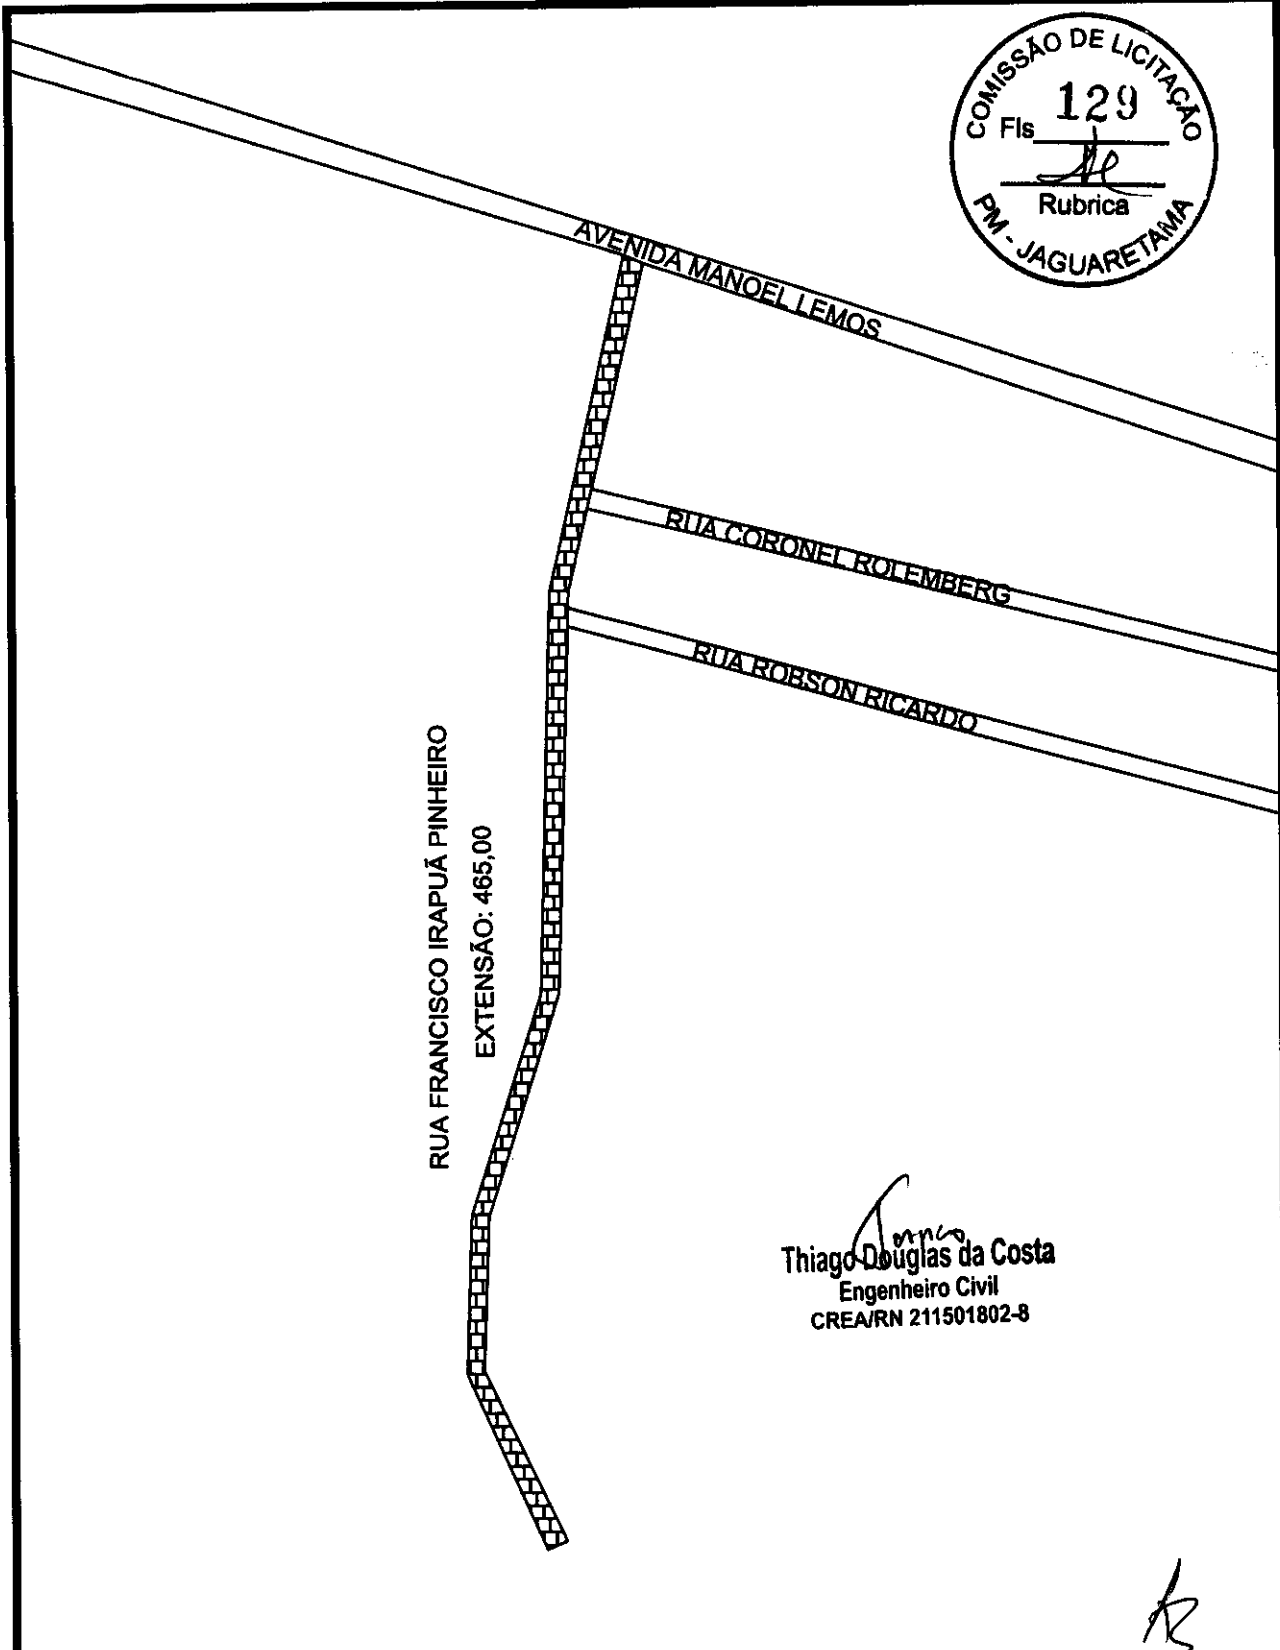 COMISSÃO DE LICITAÇÃO
Fls 129
Rubrica
PM - JAGUARETAMA
AVENIDA MANOEL LEMOS
RUA CORONEL ROLEMBERG
RUA ROBSON RICARDO
RUA FRANCISCO IRAPUÃ PINHEIRO
EXTENSÃO: 465,00
Thiago Douglas da Costa
Engenheiro Civil
CREA/RN 211501802-8